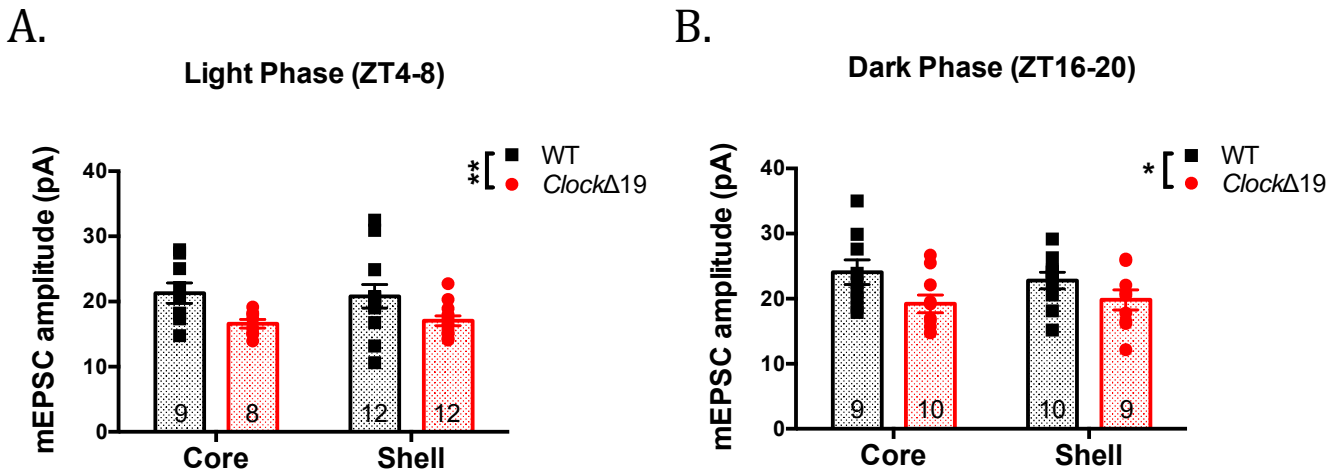 A.
Light Phase (ZT4-8)
mEPSC amplitude (pA)
40
30
20
10
0
** WT
ClockΔ19
9 8 12 12
Core Shell
B.
Dark Phase (ZT16-20)
mEPSC amplitude (pA)
40
30
20
10
0
* WT
ClockΔ19
9 10 10 9
Core Shell